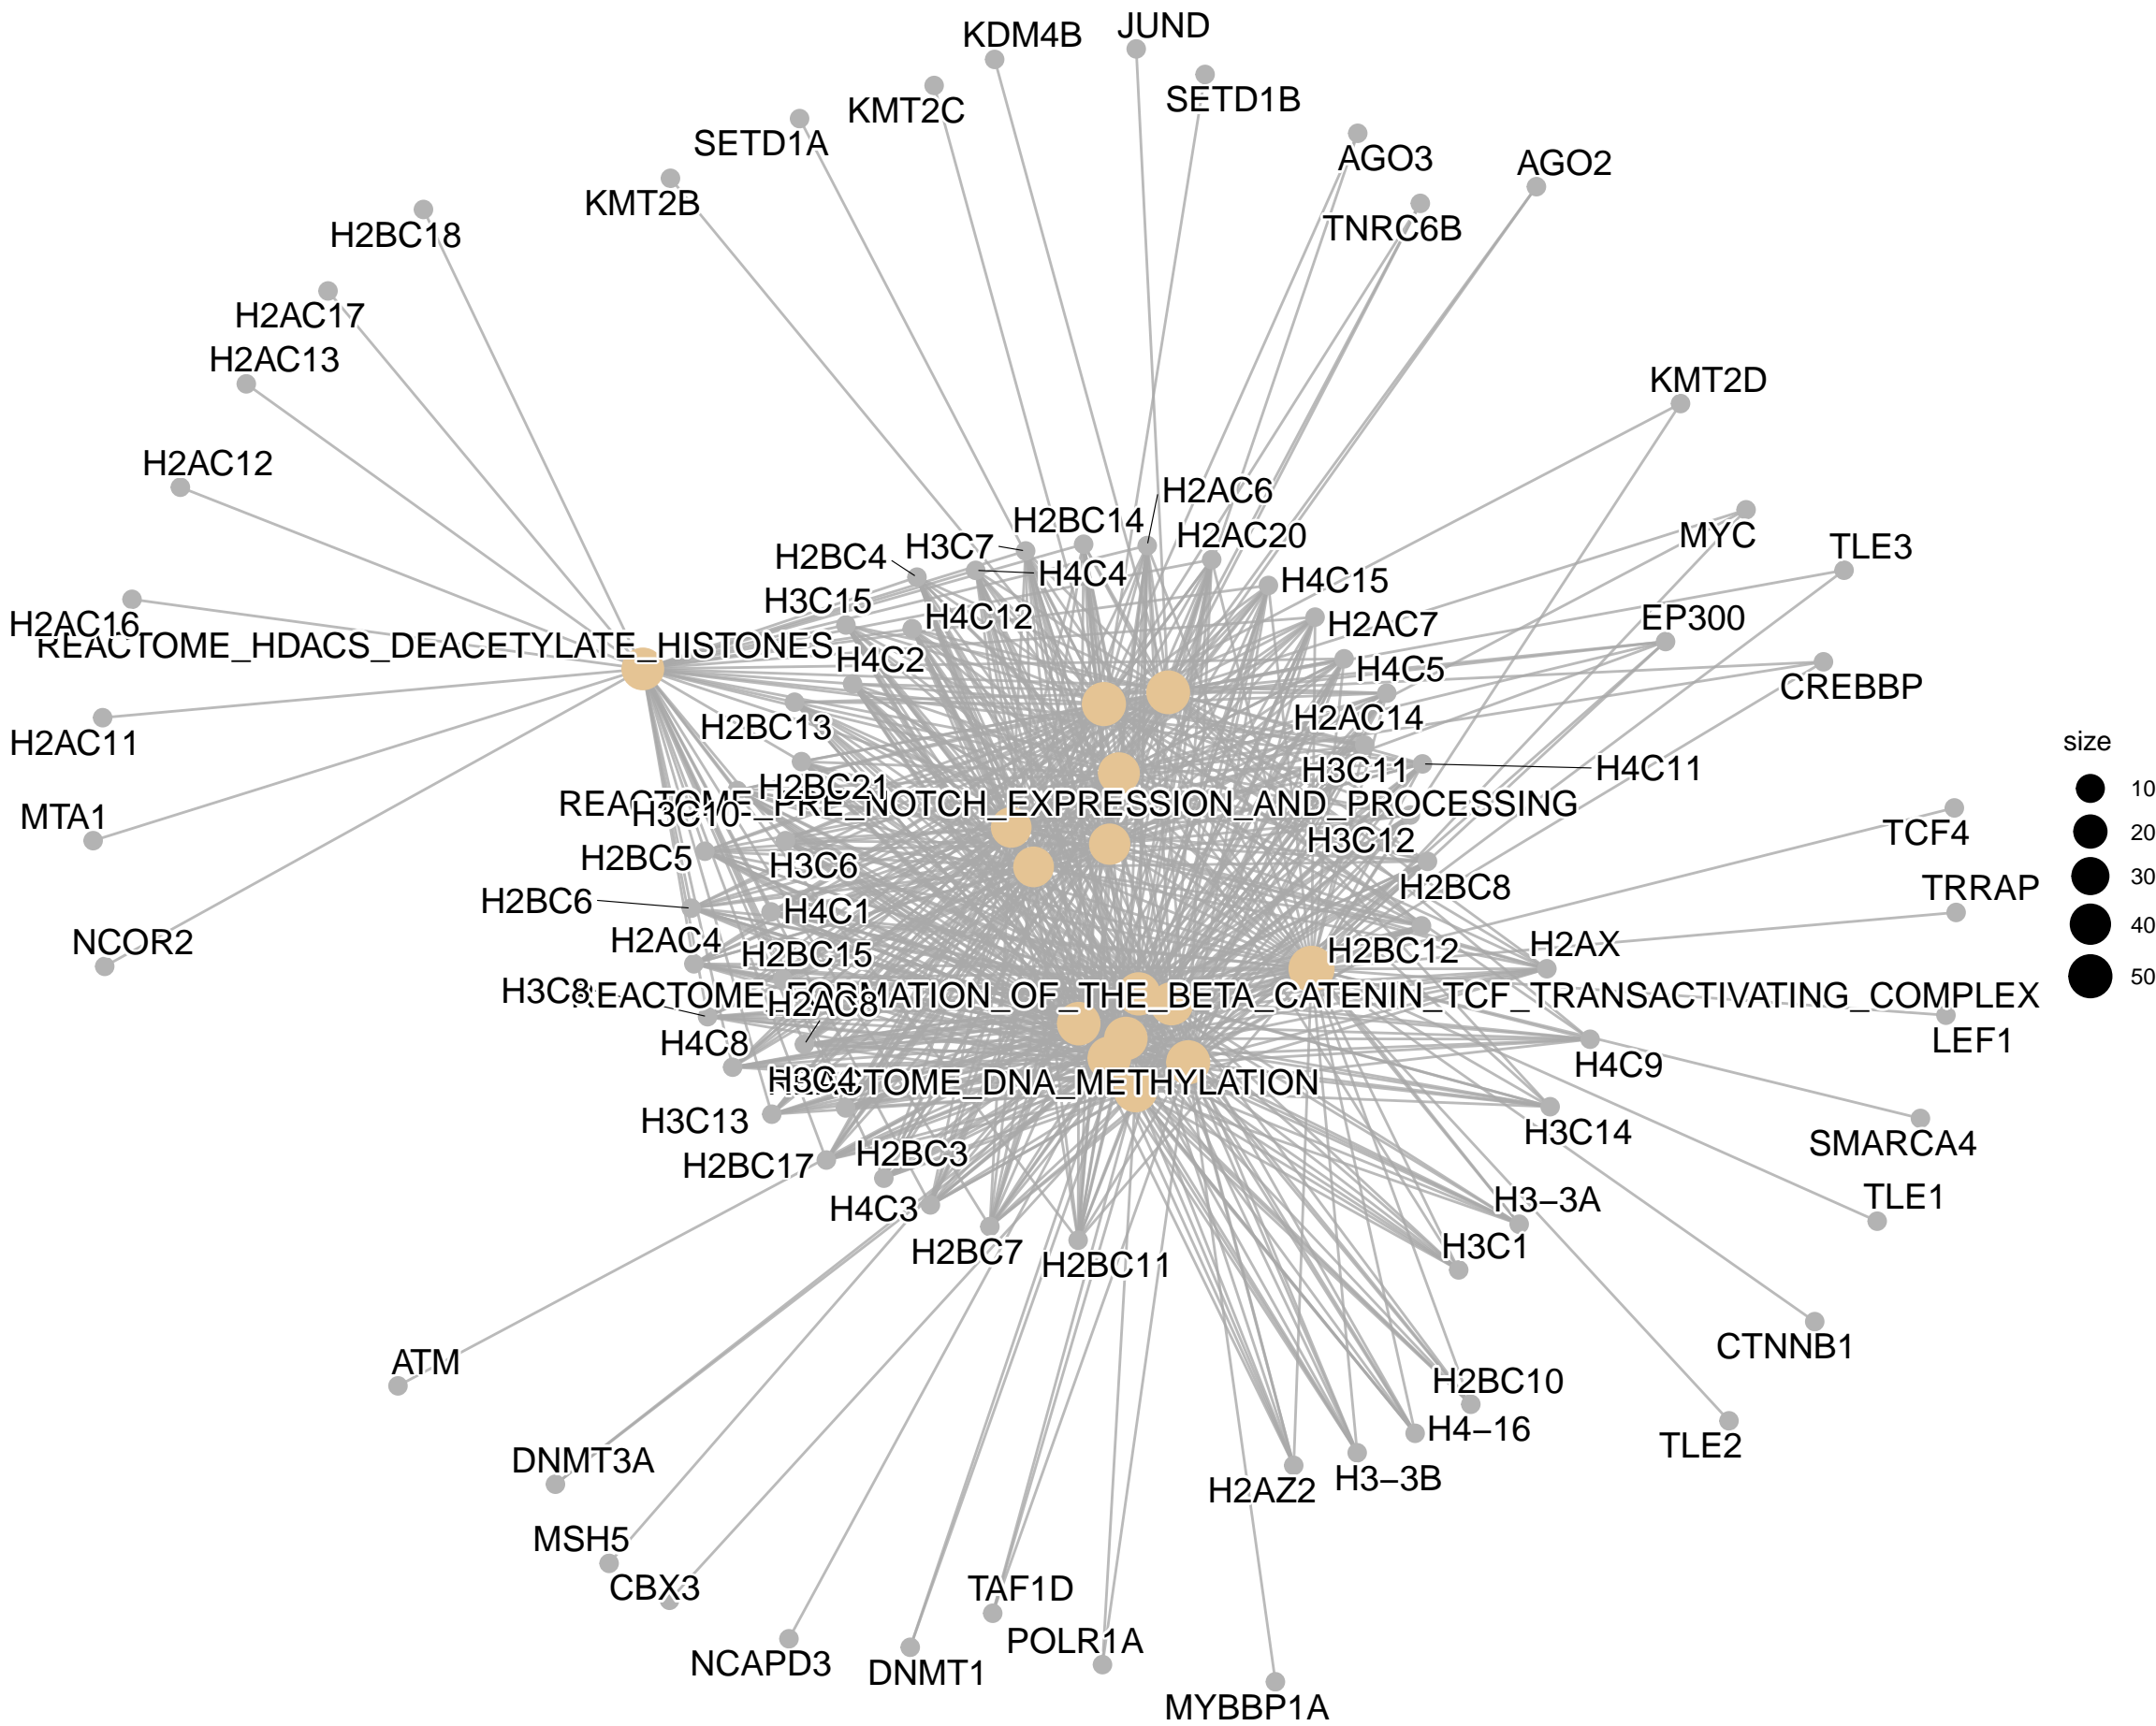 JUND
KDM4B
SETD1B
KMT2C
SETD1A
AGO3
AGO2
KMT2B
TNRC6B
H2BC18
H2AC17
H2AC13
KMT2D
H2AC12
H2AC6
H2BC14
H2AC20
MYC
TLE3
H3C7
H2BC4
H4C4
H4C15
H3C15
H4C12
EP300
H2AC16
H2AC7
REACTOME_HDACS_DEACETYLATE_HISTONES
H4C2
H4C5
CREBBP
H2AC14
H2BC13
H2AC11
size
H3C11
H4C11
H2BC21
10
REACTOME_PRE_NOTCH_EXPRESSION_AND_PROCESSING
H3C10
MTA1
TCF4
20
H3C12
H2BC5
H3C6
30
H2BC8
TRRAP
H2BC6
H4C1
40
NCOR2
H2AC4
H2BC15
H2BC12
H2AX
50
H3C8
REACTOME_FORMATION_OF_THE_BETA_CATENIN_TCF_TRANSACTIVATING_COMPLEX
H2AC8
LEF1
H4C8
H4C9
H3C4
REACTOME_DNA_METHYLATION
H3C13
H3C14
SMARCA4
H2BC3
H2BC17
H3−3A
TLE1
H4C3
H3C1
H2BC7
H2BC11
CTNNB1
ATM
H2BC10
H4−16
TLE2
DNMT3A
H3−3B
H2AZ2
MSH5
CBX3
TAF1D
POLR1A
NCAPD3
DNMT1
MYBBP1A